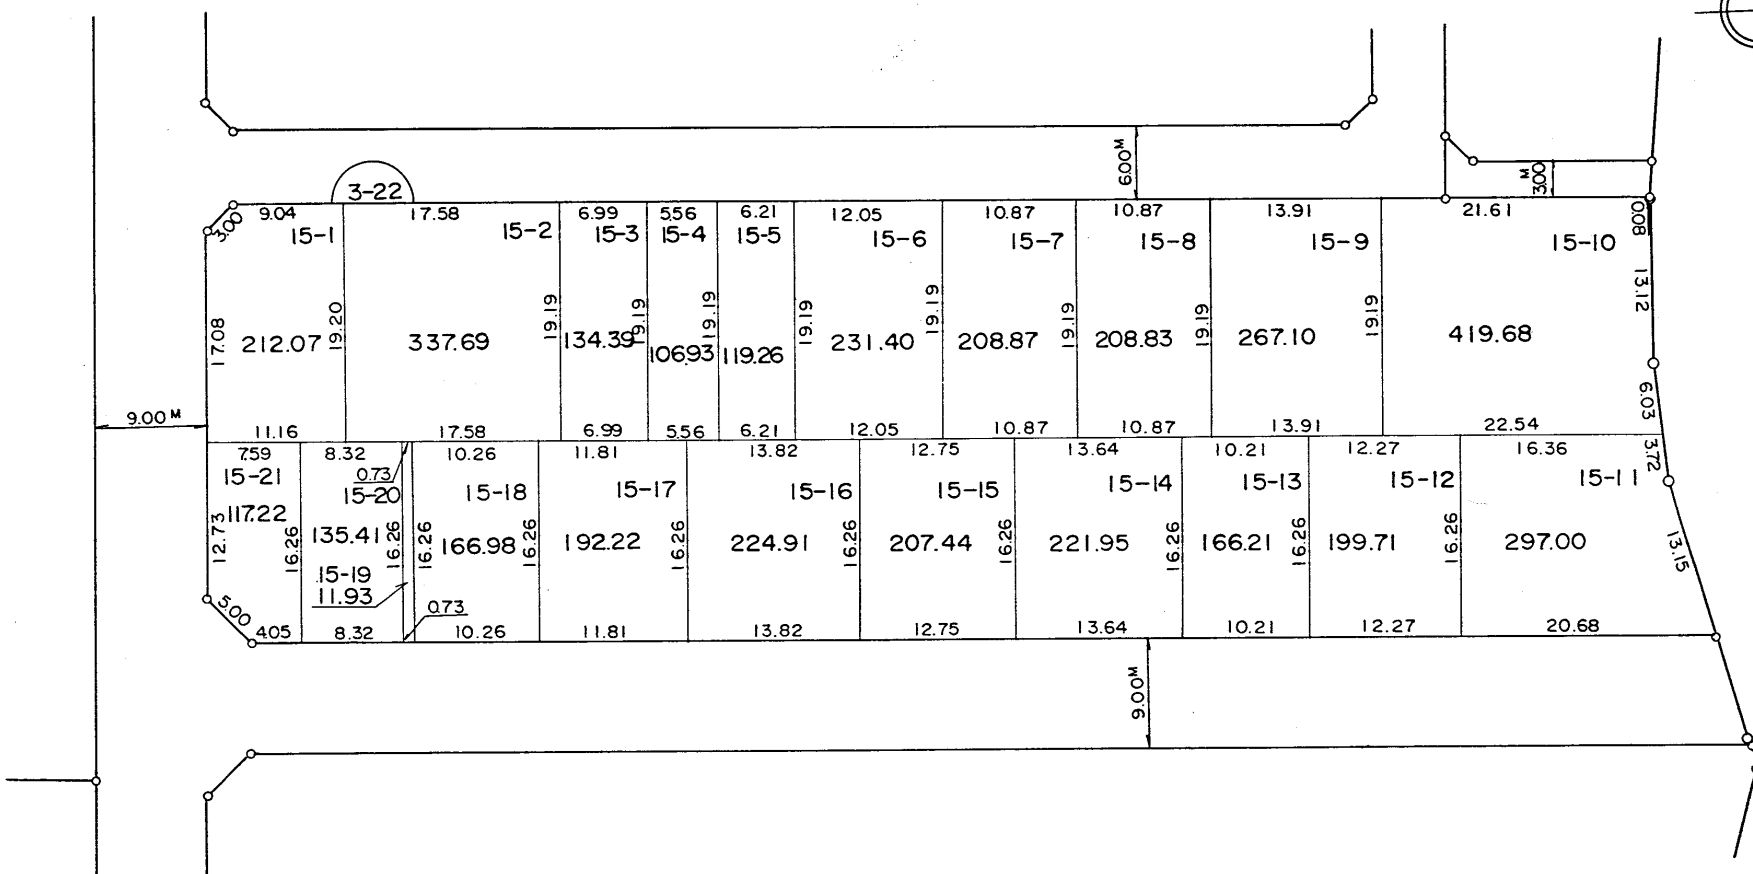 6.00M
3.00M
3-22
9.04 17.58 6.99 5.56 6.21 12.05 10.87 10.87 13.91 21.61
3.00 0.08
15-1 15-2 15-3 15-4 15-5 15-6 15-7 15-8 15-9 15-10
17.08 19.20 19.19 19.19 19.19 19.19 19.19 19.19 19.19 19.19 13.12
212.07 337.69 134.39 106.93 119.26 231.40 208.87 208.83 267.10 419.68
6.03
9.00M
11.16 17.58 6.99 5.56 6.21 12.05 10.87 10.87 13.91 22.54
7.59 8.32 10.26 11.81 13.82 12.75 13.64 10.21 12.27 16.36 3.72
0.73
15-21 15-20 15-18 15-17 15-16 15-15 15-14 15-13 15-12 15-11
117.22 135.41 166.98 192.22 224.91 207.44 221.95 166.21 199.71 297.00
12.73 16.26 16.26 16.26 16.26 16.26 16.26 16.26 16.26 16.26 16.26 13.15
15-19
11.93
0.73
5.00
4.05 8.32 10.26 11.81 13.82 12.75 13.64 10.21 12.27 20.68
9.00M